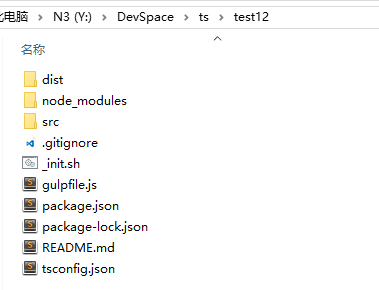 比电脑 > N3 (Y:) > DevSpace > ts > test12
名称
dist
node_modules
src
.gitignore
_init.sh
gulpfile.js
package.json
package-lock.json
README.md
tsconfig.json